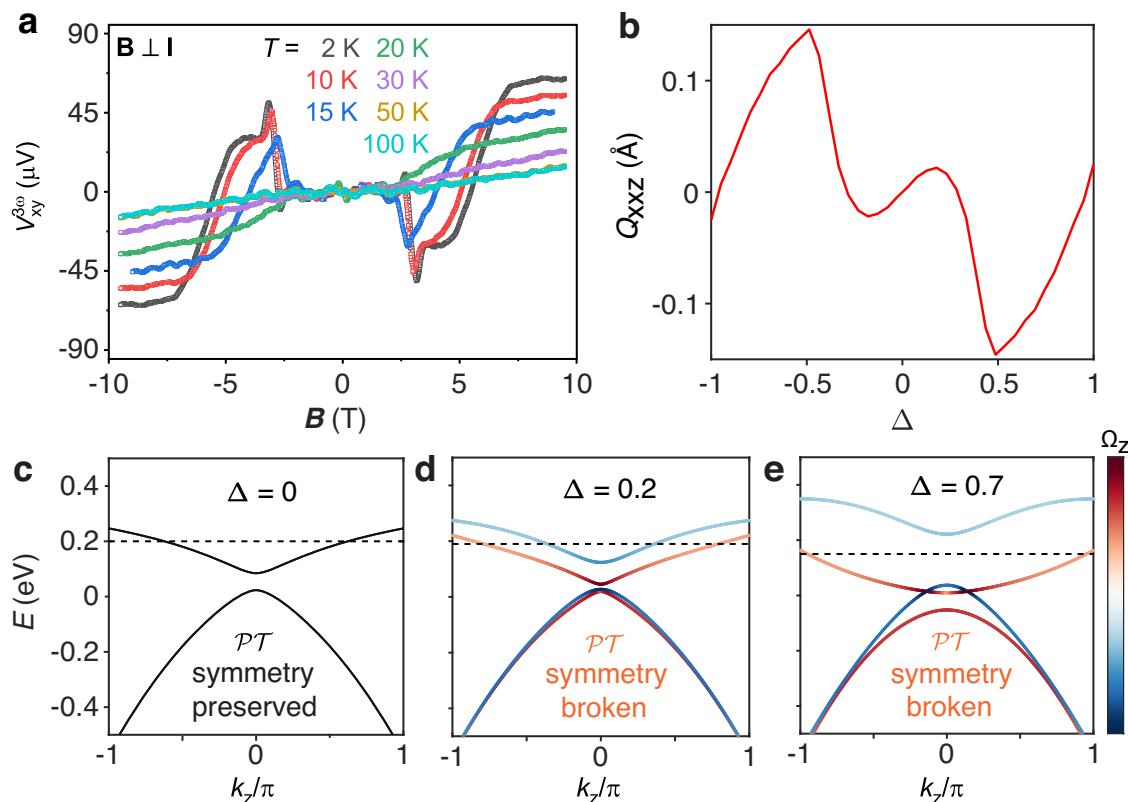 a
B ⊥ I
T =
2 K 20 K
10 K 30 K
15 K 50 K
100 K
90
45
0
-45
-90
V³ω_xy (μV)
-10 -5 0 5 10
B (T)
b
0.1
0
-0.1
Q_xxz (Å)
-1 -0.5 0 0.5 1
Δ
c
Δ = 0
0.4
0.2
0
-0.2
-0.4
E (eV)
PT
symmetry
preserved
-1 0 1
k_z/π
d
Δ = 0.2
PT
symmetry
broken
-1 0 1
k_z/π
e
Δ = 0.7
PT
symmetry
broken
-1 0 1
k_z/π
Ω_z